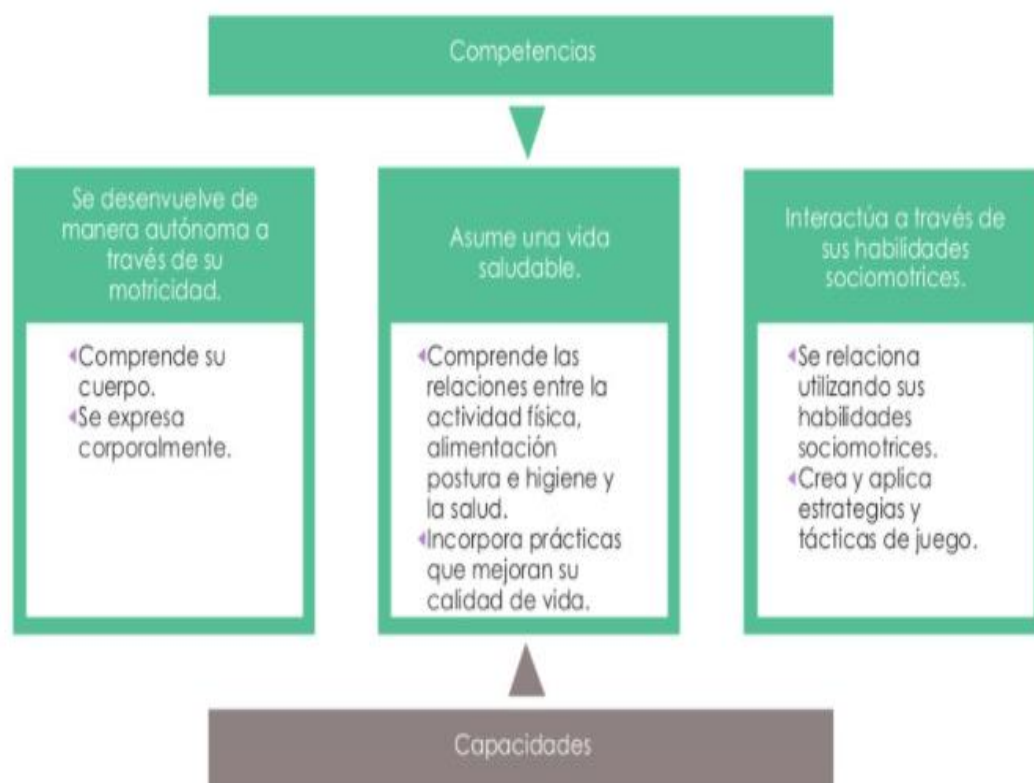 Competencias
Se desenvuelve de
manera autónoma a
través de su
motricidad.
Comprende su
cuerpo.
Se expresa
corporalmente.
Asume una vida
saludable.
Comprende las
relaciones entre la
actividad física,
alimentación
postura e higiene y
la salud.
Incorpora prácticas
que mejoran su
calidad de vida.
Interactúa a través de
sus habilidades
sociomotrices.
Se relaciona
utilizando sus
habilidades
sociomotrices.
Crea y aplica
estrategias y
tácticas de juego.
Capacidades